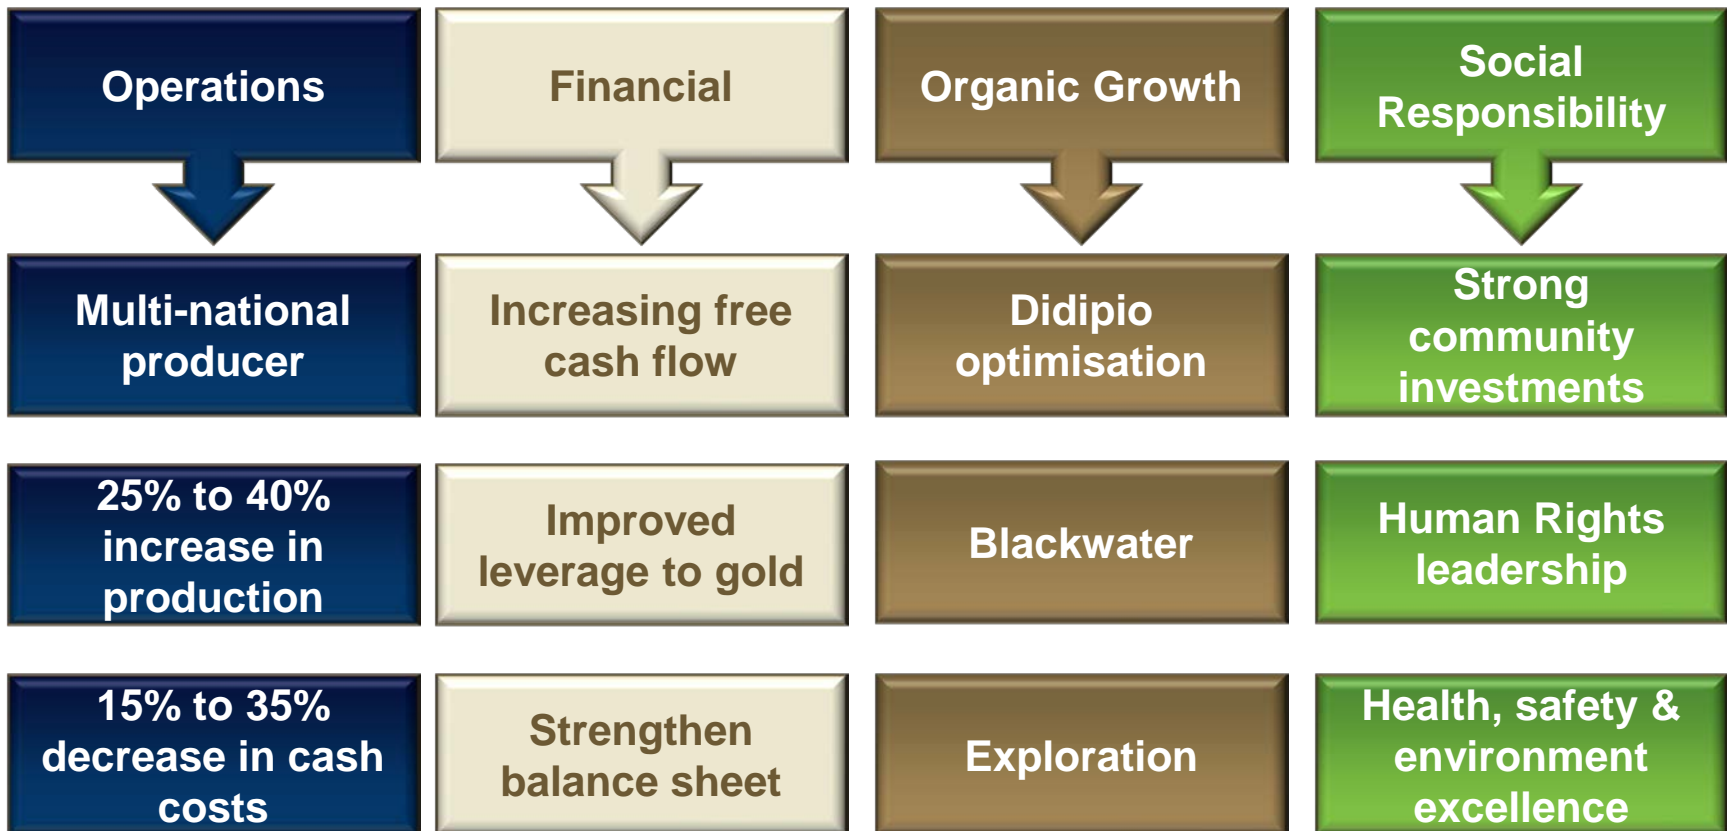 Operations
Financial
Organic Growth
Social
Responsibility
Multi-national
producer
Increasing free
cash flow
Didipio
optimisation
Strong
community
investments
25% to 40%
increase in
production
Improved
leverage to gold
Blackwater
Human Rights
leadership
15% to 35%
decrease in cash
costs
Strengthen
balance sheet
Exploration
Health, safety &
environment
excellence